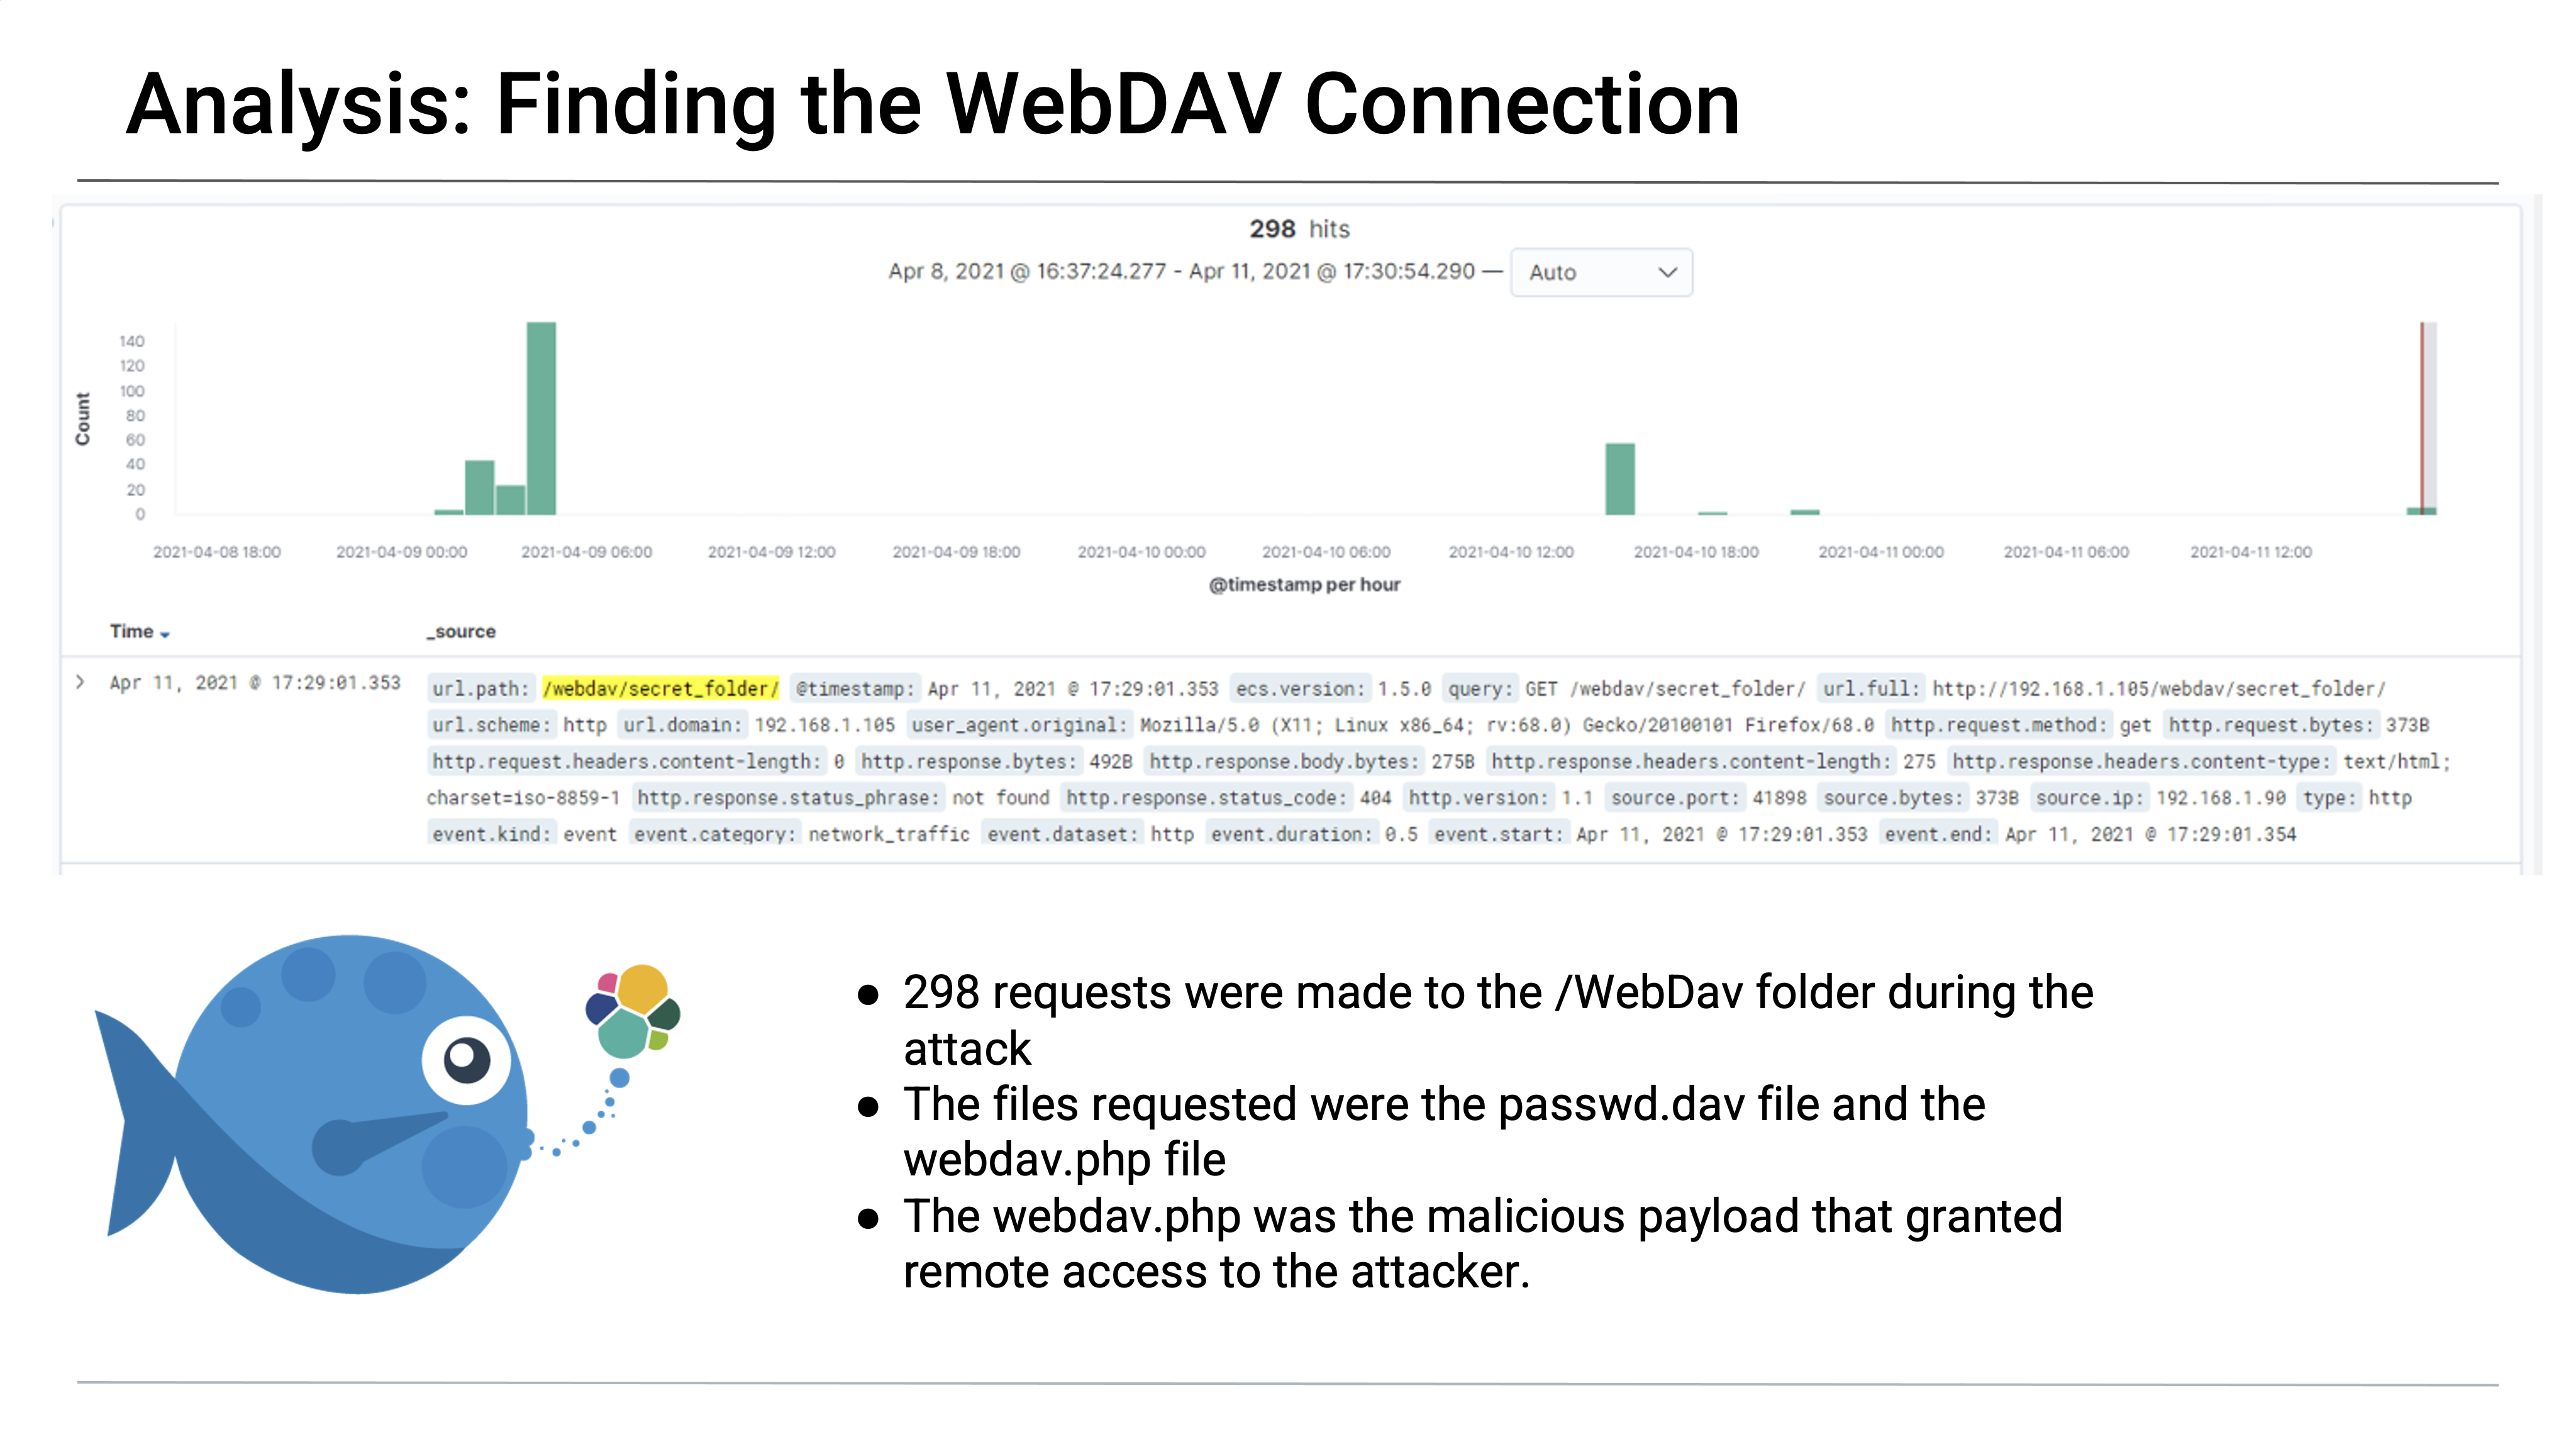 Analysis: Finding the WebDAV Connection
298 hits
Apr 8, 2021 @ 16:37:24.277 - Apr 11, 2021 @ 17:30:54.290 — Auto
Count
140
120
100
80
60
40
20
0
2021-04-08 18:00 2021-04-09 00:00 2021-04-09 06:00 2021-04-09 12:00 2021-04-09 18:00 2021-04-10 00:00 2021-04-10 06:00 2021-04-10 12:00 2021-04-10 18:00 2021-04-11 00:00 2021-04-11 06:00 2021-04-11 12:00
@timestamp per hour
Time _source
Apr 11, 2021 @ 17:29:01.353 url.path: /webdav/secret_folder/ @timestamp: Apr 11, 2021 @ 17:29:01.353 ecs.version: 1.5.0 query: GET /webdav/secret_folder/ url.full: http://192.168.1.105/webdav/secret_folder/
url.scheme: http url.domain: 192.168.1.105 user_agent.original: Mozilla/5.0 (X11; Linux x86_64; rv:68.0) Gecko/20100101 Firefox/68.0 http.request.method: get http.request.bytes: 373B
http.request.headers.content-length: 0 http.response.bytes: 492B http.response.body.bytes: 275B http.response.headers.content-length: 275 http.response.headers.content-type: text/html;
charset=iso-8859-1 http.response.status_phrase: not found http.response.status_code: 404 http.version: 1.1 source.port: 41898 source.bytes: 373B source.ip: 192.168.1.90 type: http
event.kind: event event.category: network_traffic event.dataset: http event.duration: 0.5 event.start: Apr 11, 2021 @ 17:29:01.353 event.end: Apr 11, 2021 @ 17:29:01.354
● 298 requests were made to the /WebDav folder during the
attack
● The files requested were the passwd.dav file and the
webdav.php file
● The webdav.php was the malicious payload that granted
remote access to the attacker.